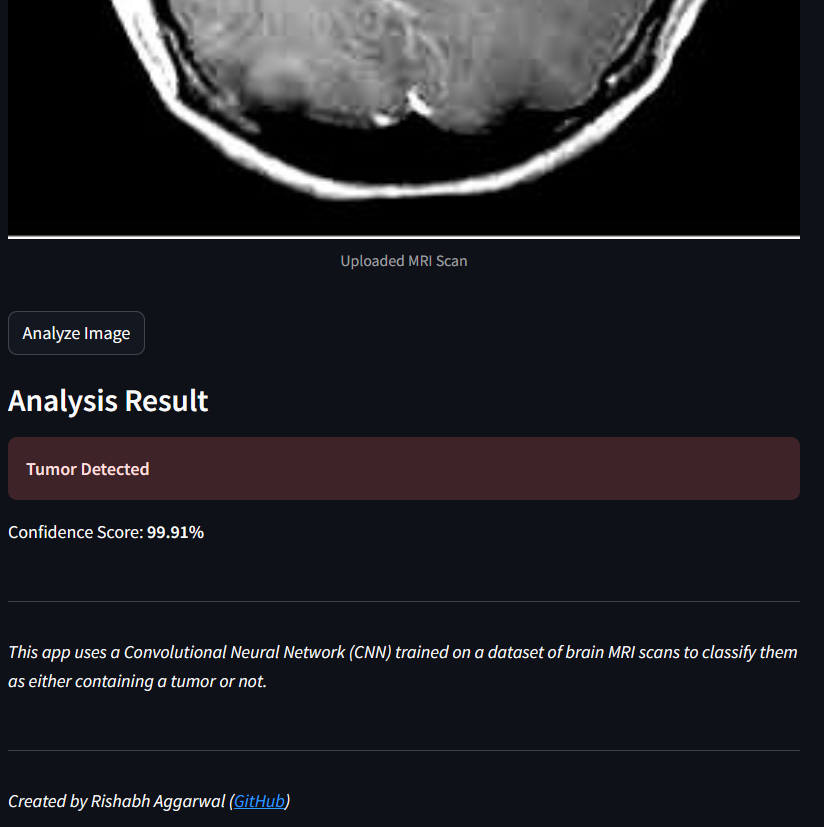 Uploaded MRI Scan
Analyze Image
Analysis Result
Tumor Detected
Confidence Score: 99.91%
This app uses a Convolutional Neural Network (CNN) trained on a dataset of brain MRI scans to classify them
as either containing a tumor or not.
Created by Rishabh Aggarwal (GitHub)